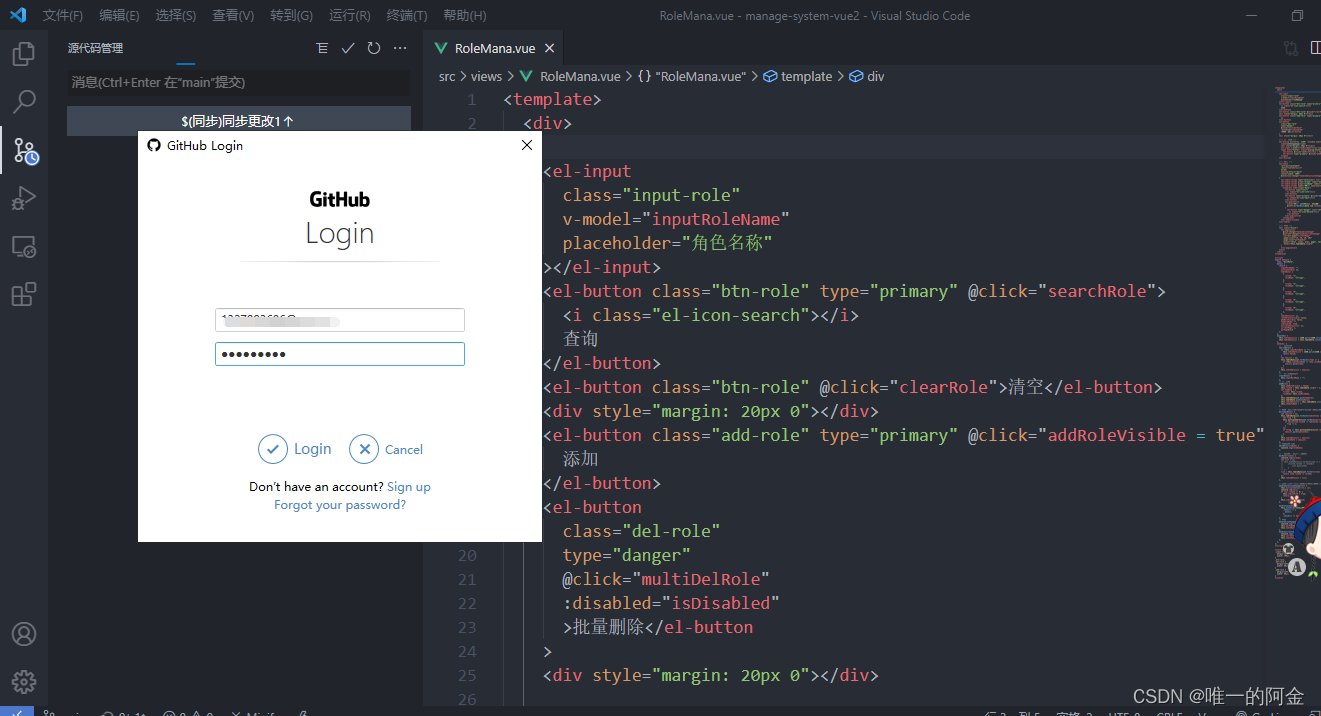 文件(F) 编辑(E) 选择(S) 查看(V) 转到(G) 运行(R) 终端(T) 帮助(H) RoleMana.vue - manage-system-vue2 - Visual Studio Code
源代码管理
RoleMana.vue
消息(Ctrl+Enter 在"main"提交)
src > views > RoleMana.vue > {} "RoleMana.vue" > template > div
$(同步)同步更改1↑
GitHub Login
GitHub
Login
●●●●●●●●●
Login Cancel
Don't have an account? Sign up
Forgot your password?
1 <template>
2 <div>
<el-input
class="input-role"
v-model="inputRoleName"
placeholder="角色名称"
></el-input>
<el-button class="btn-role" type="primary" @click="searchRole">
<i class="el-icon-search"></i>
查询
</el-button>
<el-button class="btn-role" @click="clearRole">清空</el-button>
<div style="margin: 20px 0"></div>
<el-button class="add-role" type="primary" @click="addRoleVisible = true"
添加
</el-button>
<el-button
class="del-role"
20 type="danger"
21 @click="multiDelRole"
22 :disabled="isDisabled"
23 >批量删除</el-button
24 >
25 <div style="margin: 20px 0"></div>
26
CSDN @唯一的阿金